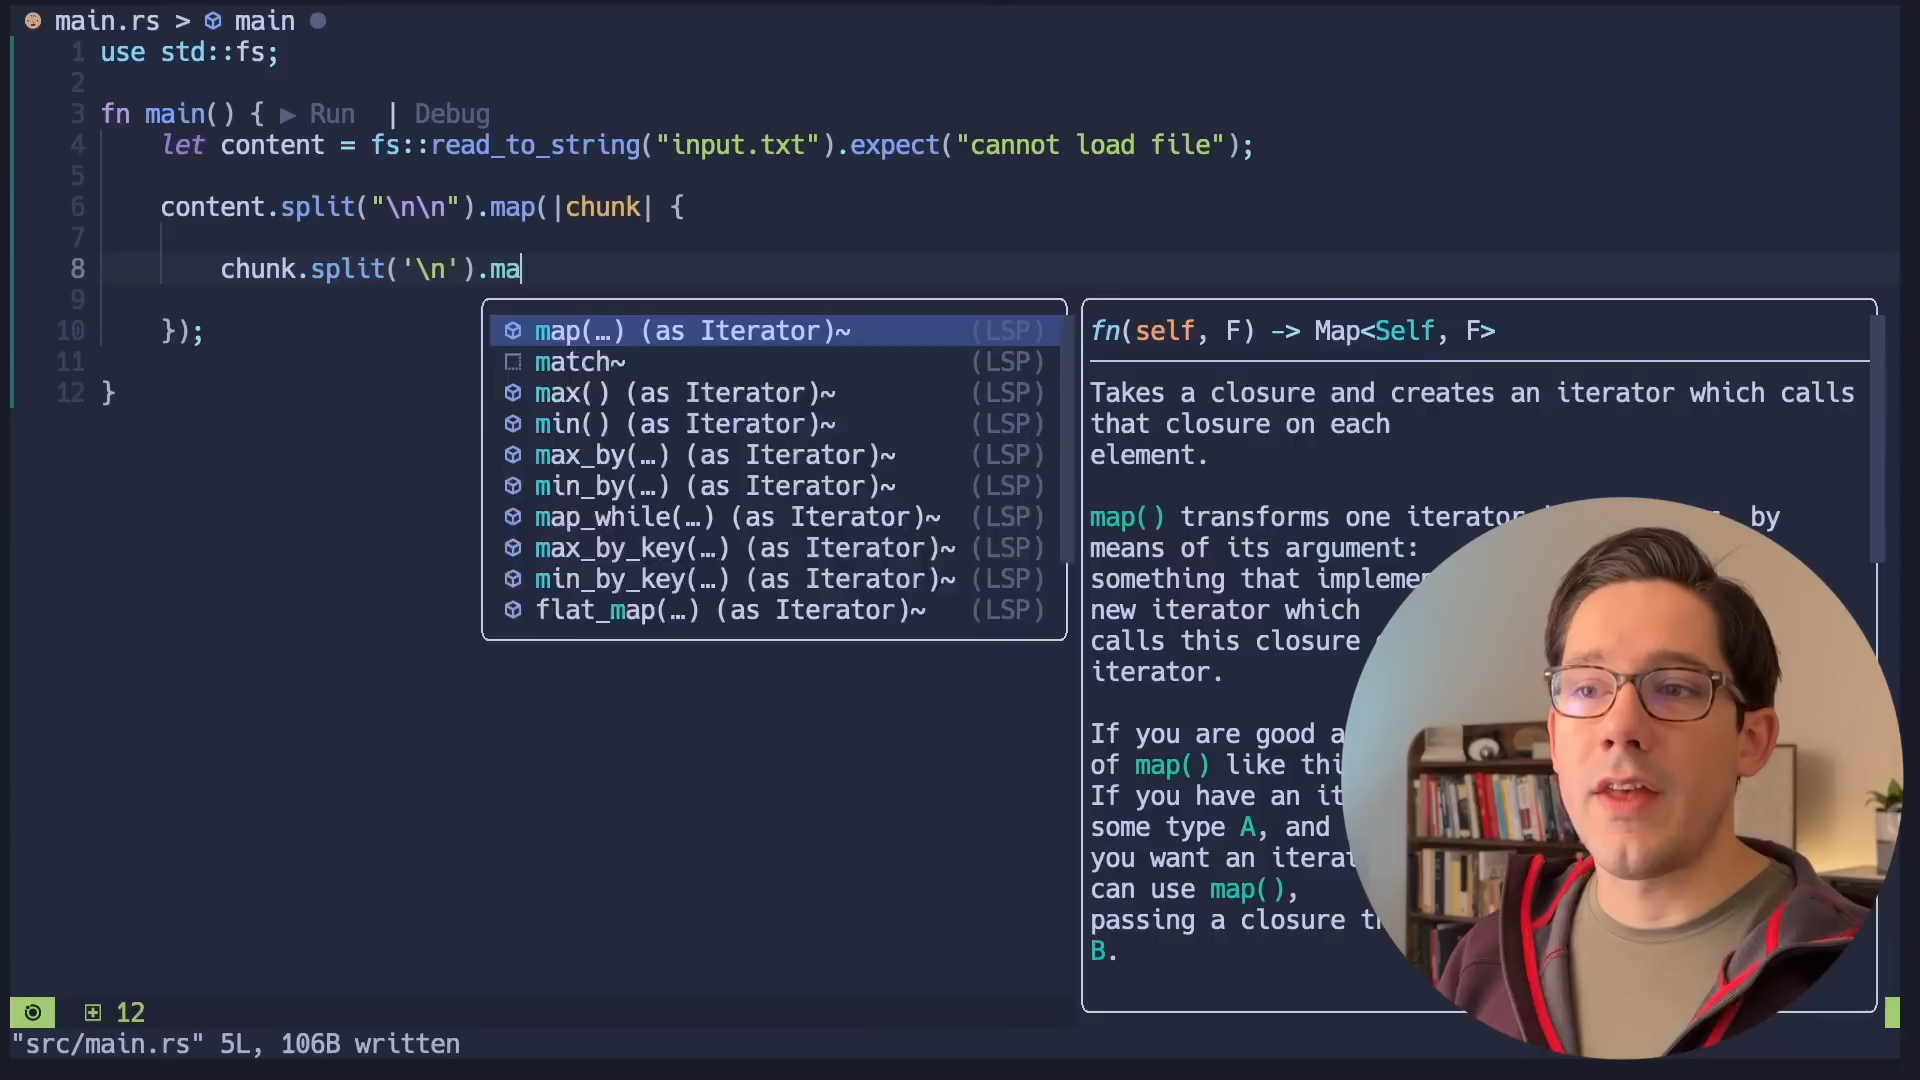 main.rs > main
1 use std::fs;
2
3 fn main() { ▶ Run | Debug
4 let content = fs::read_to_string("input.txt").expect("cannot load file");
5
6 content.split("\n\n").map(|chunk| {
7
8 chunk.split('\n').ma
9
10 });
11
12 }
map(…) (as Iterator)~ (LSP)
match~ (LSP)
max() (as Iterator)~ (LSP)
min() (as Iterator)~ (LSP)
max_by(…) (as Iterator)~ (LSP)
min_by(…) (as Iterator)~ (LSP)
map_while(…) (as Iterator)~ (LSP)
max_by_key(…) (as Iterator)~ (LSP)
min_by_key(…) (as Iterator)~ (LSP)
flat_map(…) (as Iterator)~ (LSP)
fn(self, F) -> Map<Self, F>
Takes a closure and creates an iterator which calls
that closure on each
element.
map() transforms one iterator by
means of its argument:
something that
new iterator which
calls this closure
iterator.
If you are good
of map() like
If you have an
some type A, and
you want an
can use map(),
passing a closure
B.
12
"src/main.rs" 5L, 106B written